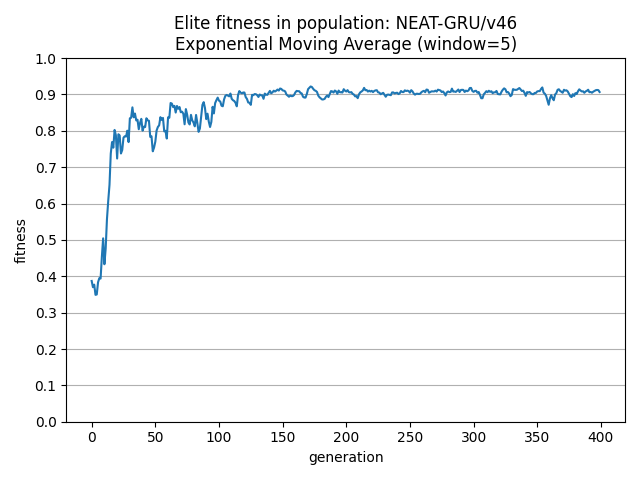 Elite fitness in population: NEAT-GRU/v46
Exponential Moving Average (window=5)
1.0
0.9
0.8
0.7
0.6
0.5
0.4
0.3
0.2
0.1
0.0
fitness
0 50 100 150 200 250 300 350 400
generation